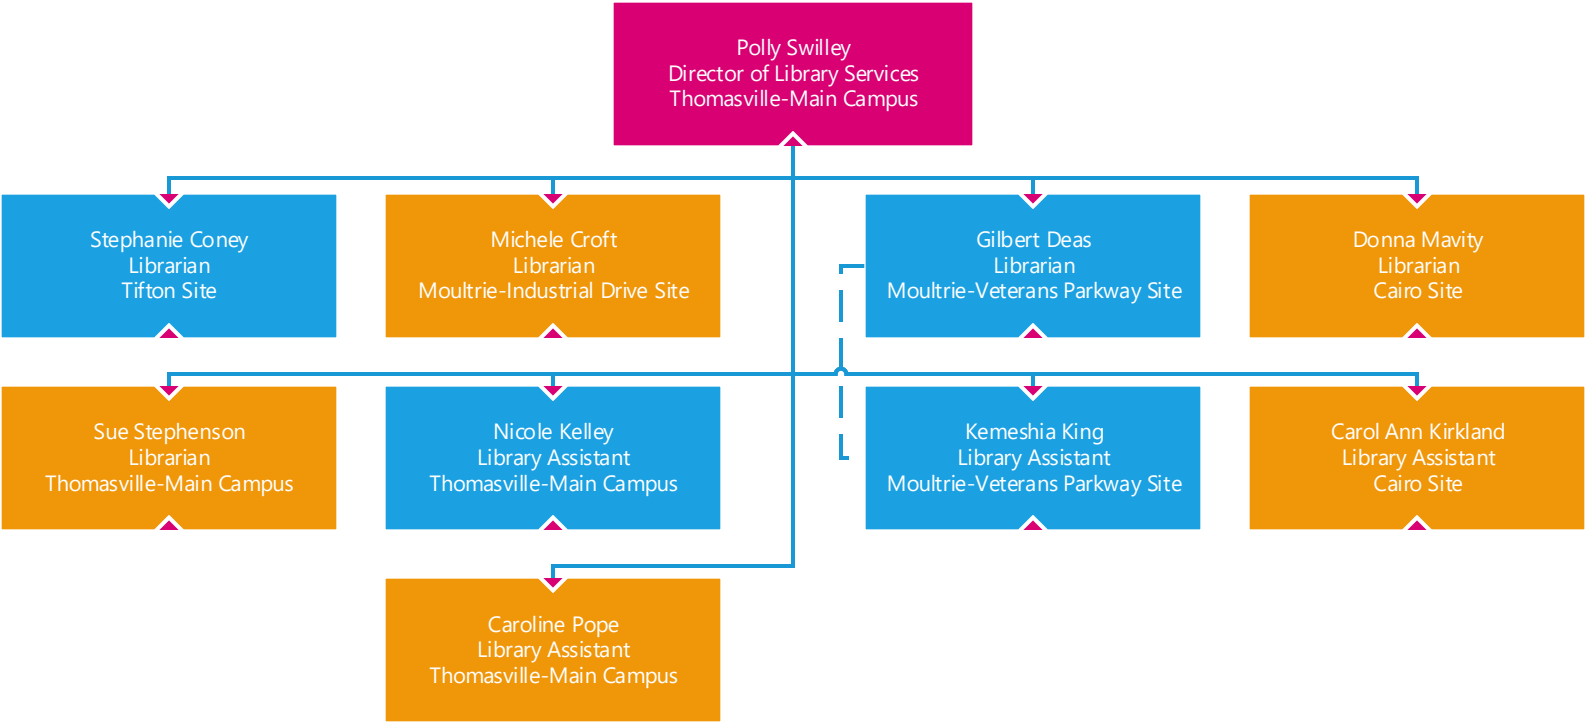 Polly Swilley
Director of Library Services
Thomasville-Main Campus
Stephanie Coney
Librarian
Tifton Site
Michele Croft
Librarian
Moultrie-Industrial Drive Site
Gilbert Deas
Librarian
Moultrie-Veterans Parkway Site
Donna Mavity
Librarian
Cairo Site
Sue Stephenson
Librarian
Thomasville-Main Campus
Nicole Kelley
Library Assistant
Thomasville-Main Campus
Kemeshia King
Library Assistant
Moultrie-Veterans Parkway Site
Carol Ann Kirkland
Library Assistant
Cairo Site
Caroline Pope
Library Assistant
Thomasville-Main Campus